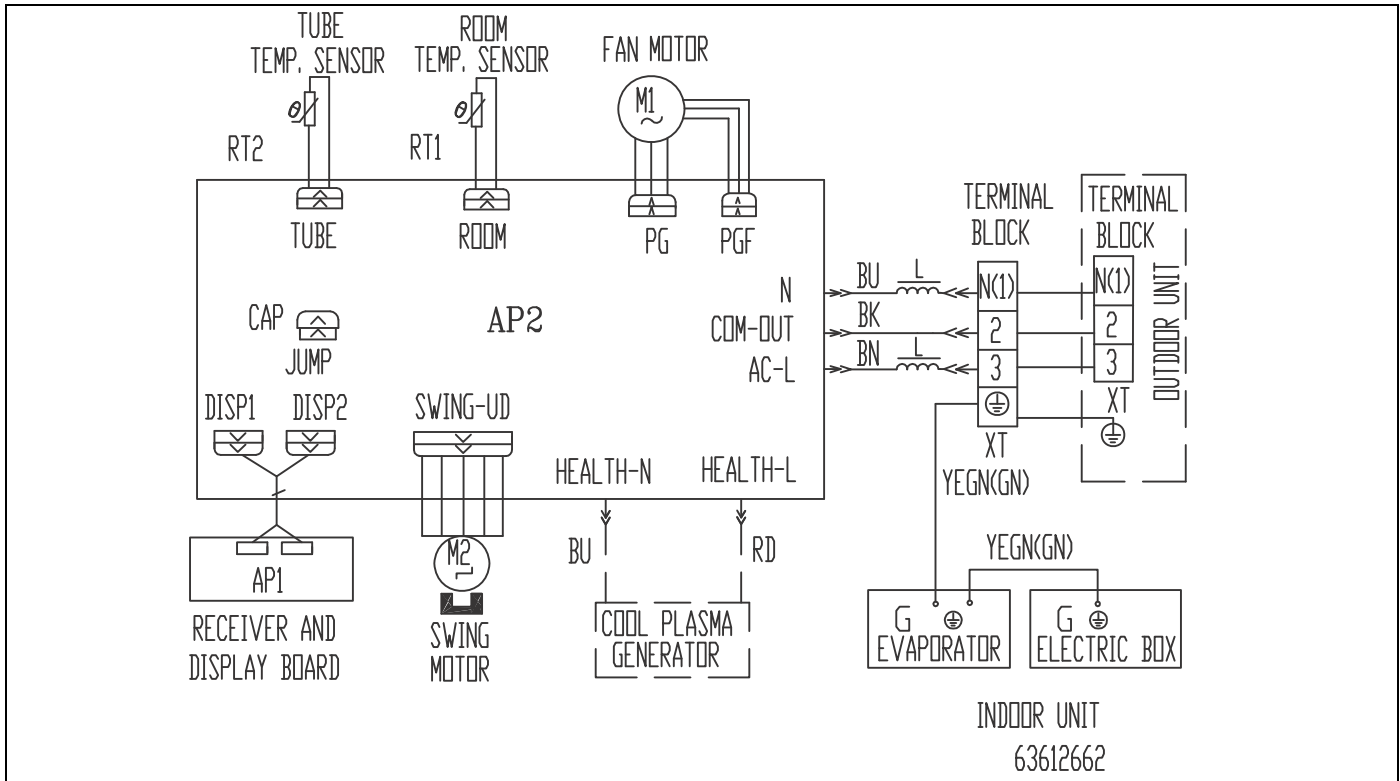 TUBE
TEMP. SENSOR
ROOM
TEMP. SENSOR
FAN MOTOR
θ
θ
M1
RT2
RT1
TUBE
ROOM
PG
PGF
TERMINAL
BLOCK
TERMINAL
BLOCK
OUTDOOR UNIT
N
BU
L
N(1)
N(1)
CAP
JUMP
AP2
COM-OUT
BK
2
2
AC-L
BN
L
3
3
XT
XT
YEGN(GN)
DISP1
DISP2
SWING-UD
HEALTH-N
HEALTH-L
BU
RD
M2
AP1
RECEIVER AND
DISPLAY BOARD
SWING
MOTOR
COOL PLASMA
GENERATOR
YEGN(GN)
G
EVAPORATOR
G
ELECTRIC BOX
INDOOR UNIT
63612662